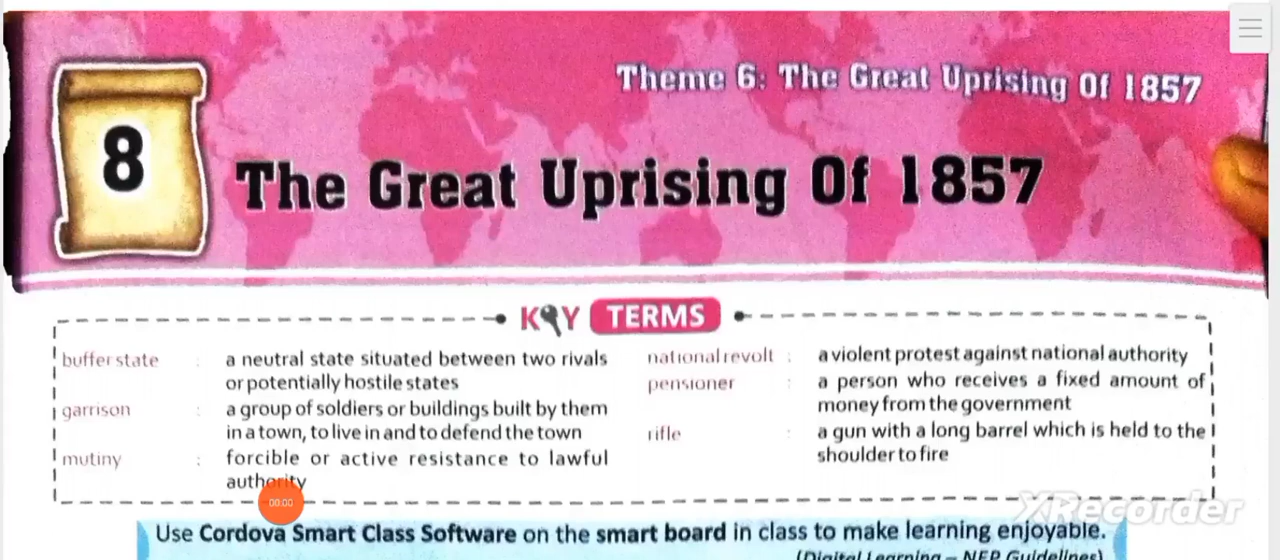 Theme 6: The Great Uprising Of 1857
8
The Great Uprising Of 1857
KEY TERMS
buffer state : a neutral state situated between two rivals
or potentially hostile states
garrison : a group of soldiers or buildings built by them
in a town, to live in and to defend the town
mutiny : forcible or active resistance to lawful
authority
00:00
national revolt : a violent protest against national authority
pensioner : a person who receives a fixed amount of
money from the government
rifle : a gun with a long barrel which is held to the
shoulder to fire
XRecorder
Use Cordova Smart Class Software on the smart board in class to make learning enjoyable.
(Digital Learning – NEP Guidelines)